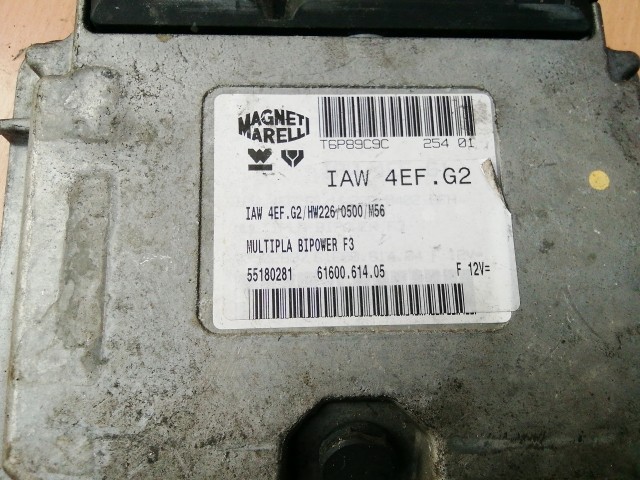 MAGNETI
MARELLI
T6P89C9C 254 01
IAW 4EF.G2
IAW 4EF.G2/HW226/0500/M56
MULTIPLA BIPOWER F3
55180281 61600.614.05 F 12V=